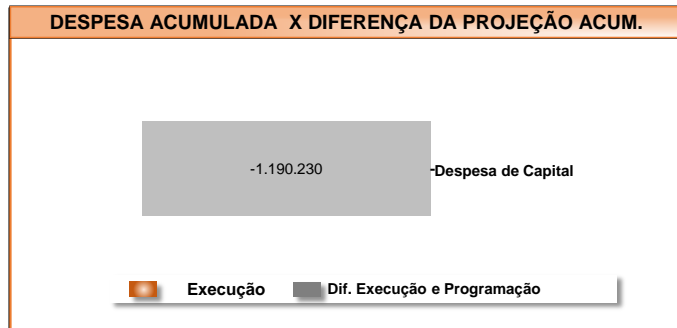 DESPESA ACUMULADA X DIFERENÇA DA PROJEÇÃO ACUM.
-1.190.230
Despesa de Capital
Execução
Dif. Execução e Programação